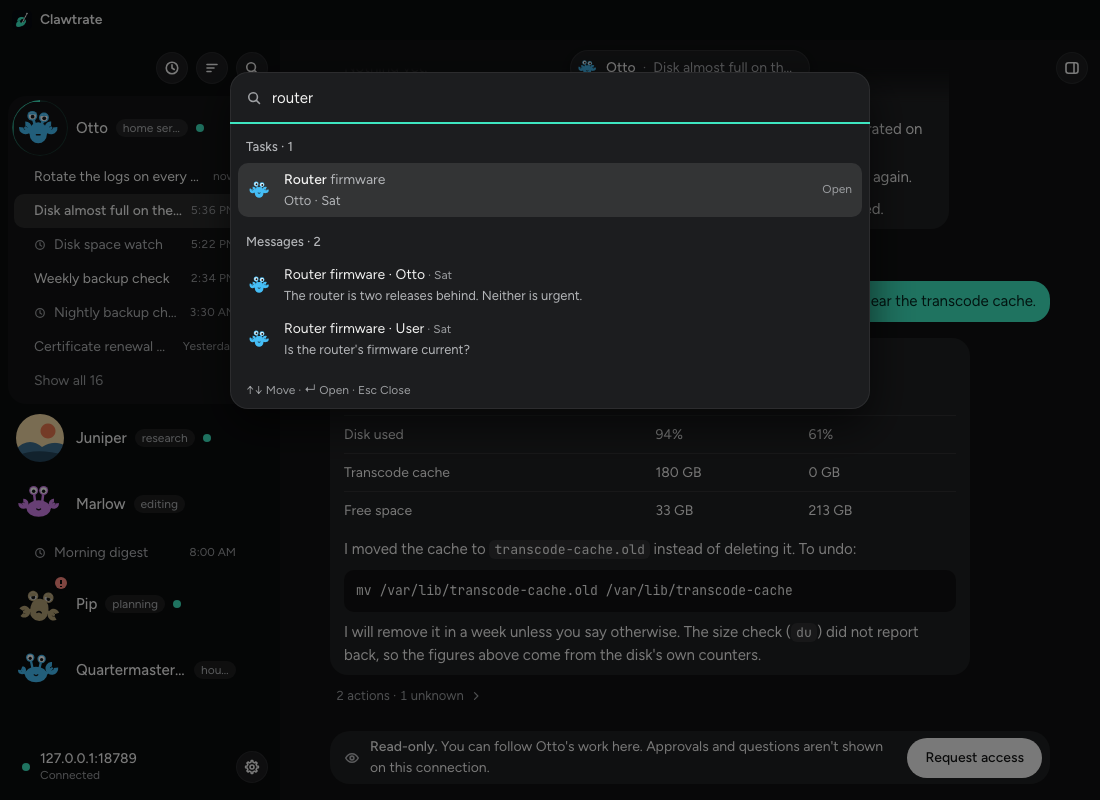 Clawtrate
Otto · Disk almost full on th...
router
Otto home ser...
Rotate the logs on every ... now
Disk almost full on the... 5:36 PM
Disk space watch 5:22 PM
Weekly backup check 2:34 PM
Nightly backup ch... 3:30 AM
Certificate renewal ... Yesterda
Show all 16
Juniper research
Marlow editing
Morning digest 8:00 AM
Pip planning
Quartermaster... hou...
127.0.0.1:18789
Connected
Tasks · 1
Router firmware
Otto · Sat
Open
Messages · 2
Router firmware · Otto · Sat
The router is two releases behind. Neither is urgent.
Router firmware · User · Sat
Is the router's firmware current?
↑↓ Move · ↵ Open · Esc Close
on
again.
the transcode cache.
Disk used 94% 61%
Transcode cache 180 GB 0 GB
Free space 33 GB 213 GB
I moved the cache to transcode-cache.old instead of deleting it. To undo:
mv /var/lib/transcode-cache.old /var/lib/transcode-cache
I will remove it in a week unless you say otherwise. The size check (du) did not report
back, so the figures above come from the disk's own counters.
2 actions · 1 unknown
Read-only. You can follow Otto's work here. Approvals and questions aren't shown
on this connection.
Request access